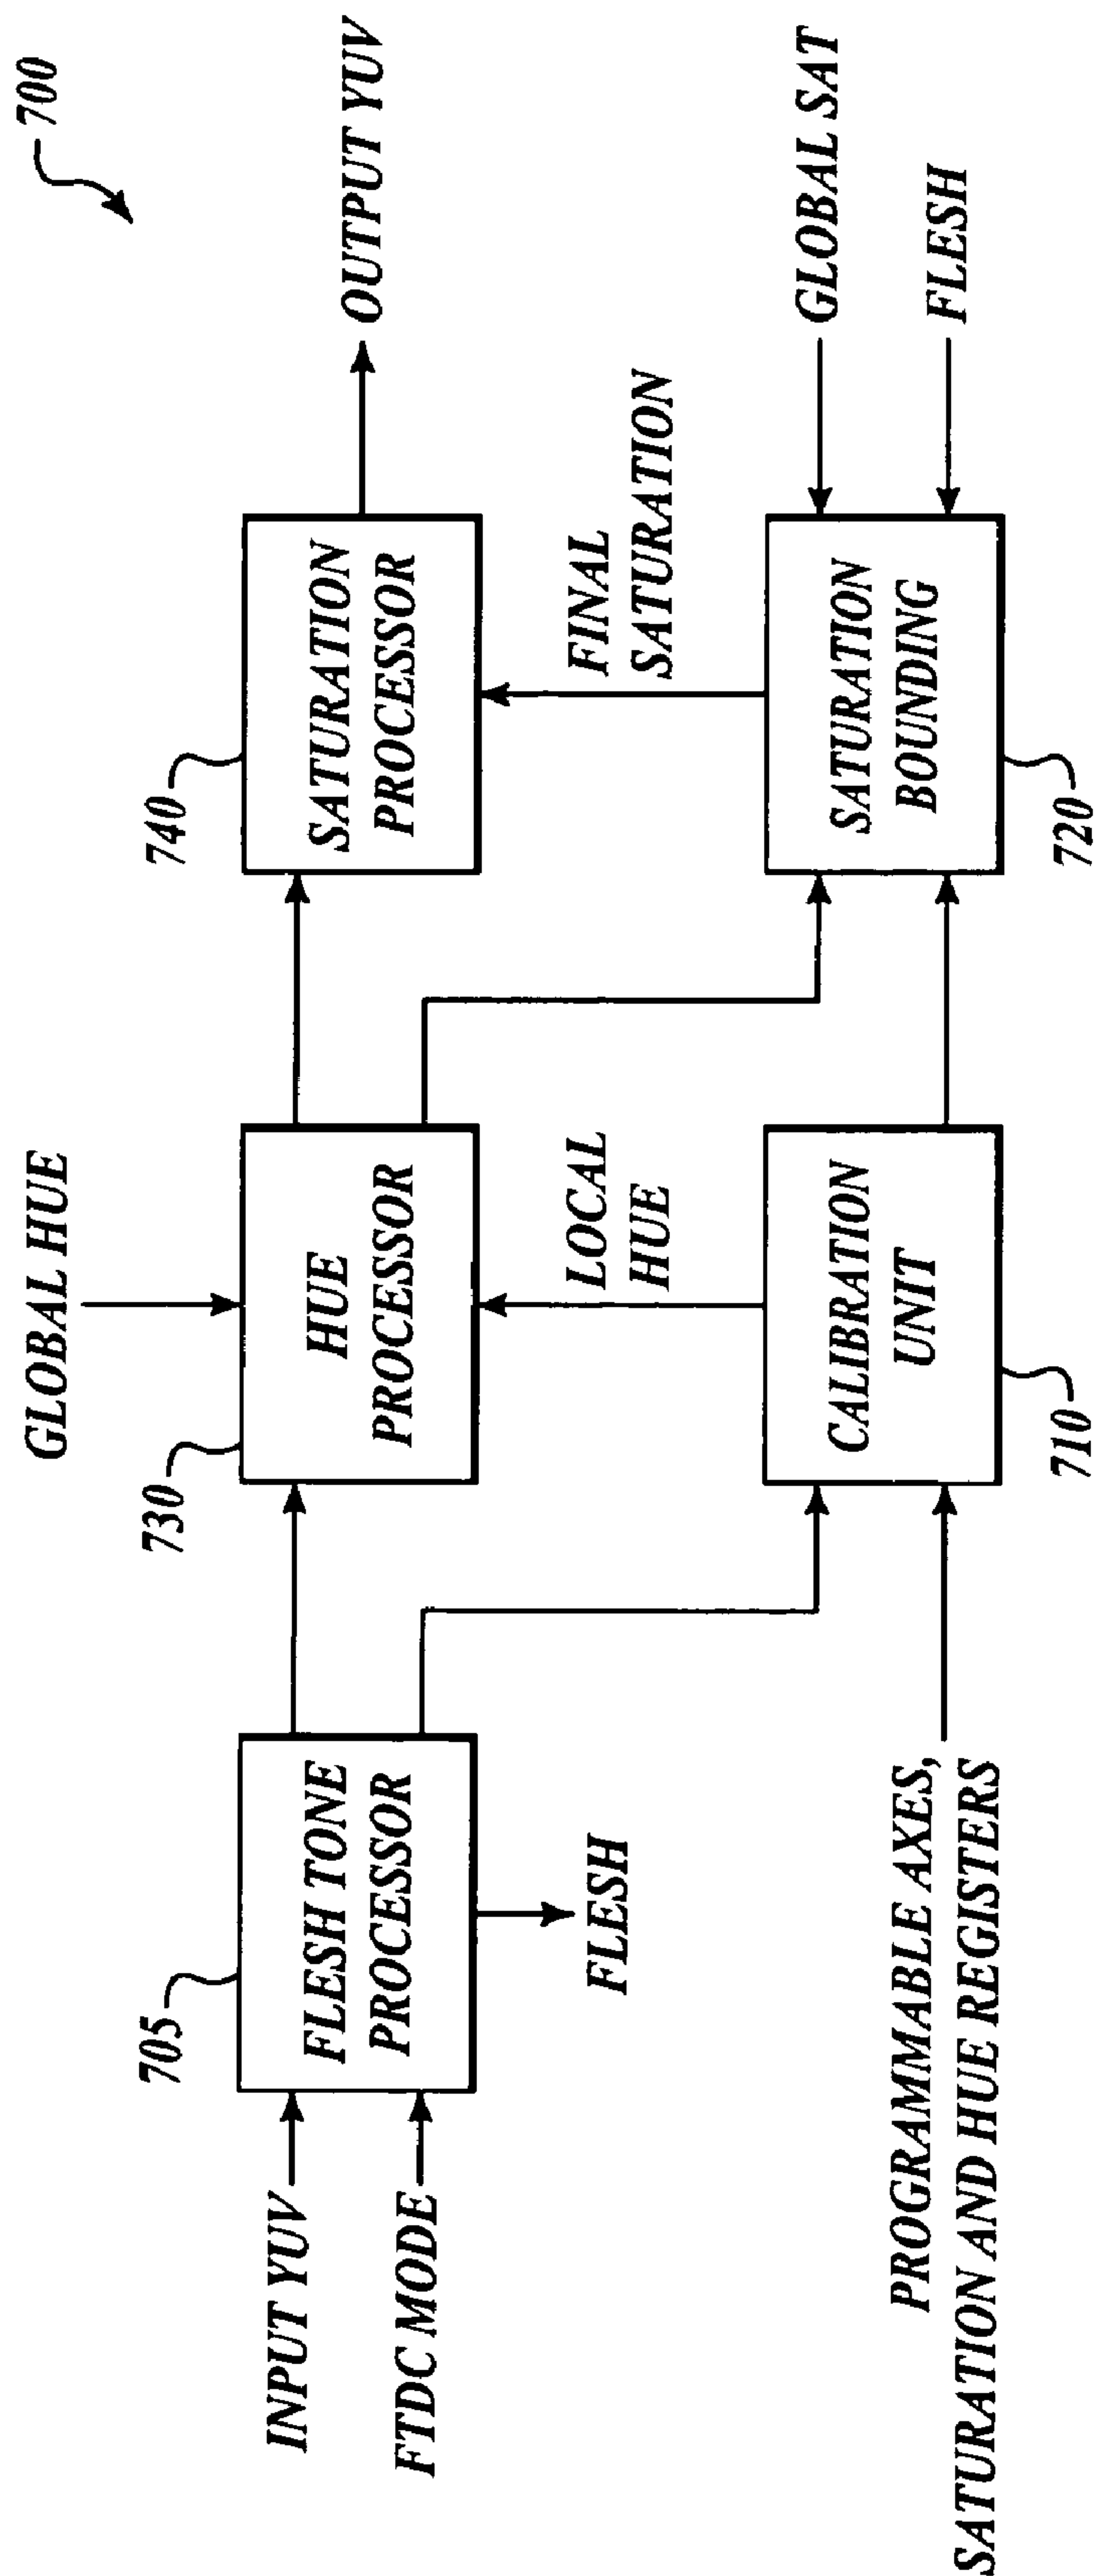 700
GLOBAL HUE
705
730
740
INPUT YUV
FTDC MODE
FLESH TONE
PROCESSOR
HUE
PROCESSOR
SATURATION
PROCESSOR
OUTPUT YUV
FLESH
LOCAL
HUE
FINAL
SATURATION
PROGRAMMABLE AXES,
SATURATION AND HUE REGISTERS
CALIBRATION
UNIT
SATURATION
BOUNDING
GLOBAL SAT
FLESH
710
720